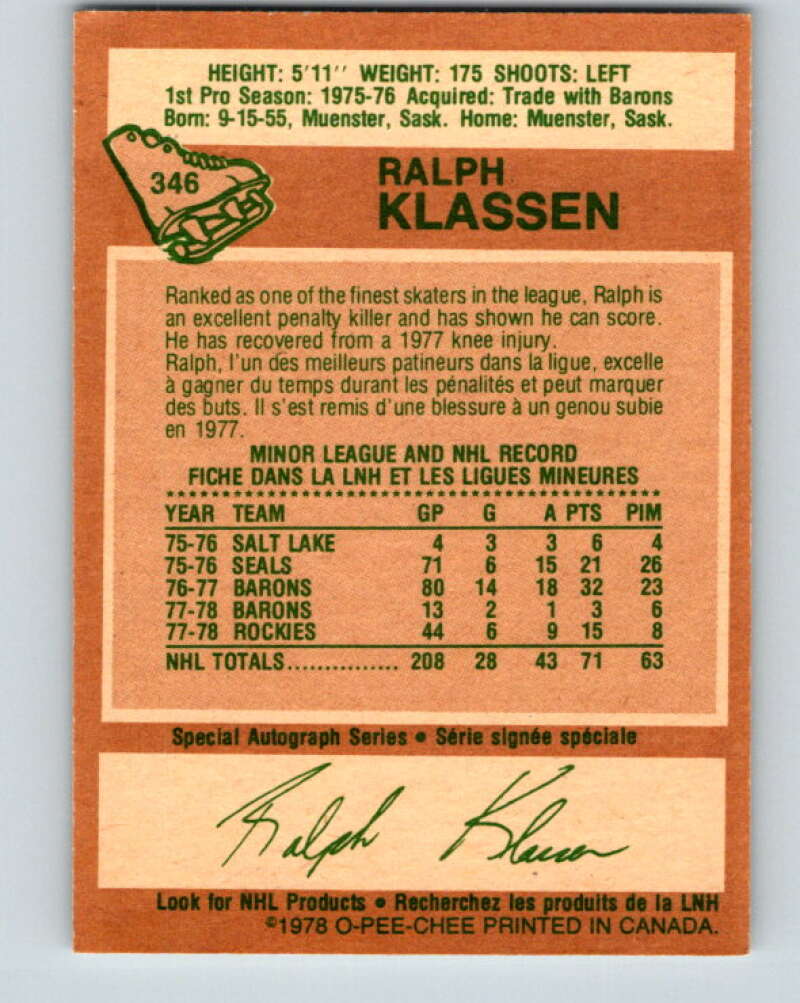 HEIGHT: 5'11'' WEIGHT: 175 SHOOTS: LEFT
1st Pro Season: 1975-76 Acquired: Trade with Barons
Born: 9-15-55, Muenster, Sask. Home: Muenster, Sask.
346
RALPH
KLASSEN
Ranked as one of the finest skaters in the league, Ralph is
an excellent penalty killer and has shown he can score.
He has recovered from a 1977 knee injury.
Ralph, l'un des meilleurs patineurs dans la ligue, excelle
à gagner du temps durant les pénalités et peut marquer
des buts. Il s'est remis d'une blessure à un genou subie
en 1977.
MINOR LEAGUE AND NHL RECORD
FICHE DANS LA LNH ET LES LIGUES MINEURES
YEAR TEAM GP G A PTS PIM
75-76 SALT LAKE 4 3 3 6 4
75-76 SEALS 71 6 15 21 26
76-77 BARONS 80 14 18 32 23
77-78 BARONS 13 2 1 3 6
77-78 ROCKIES 44 6 9 15 8
NHL TOTALS............... 208 28 43 71 63
Special Autograph Series • Série signée spéciale
Ralph Klassen
Look for NHL Products • Recherchez les produits de la LNH
©1978 O-PEE-CHEE PRINTED IN CANADA.